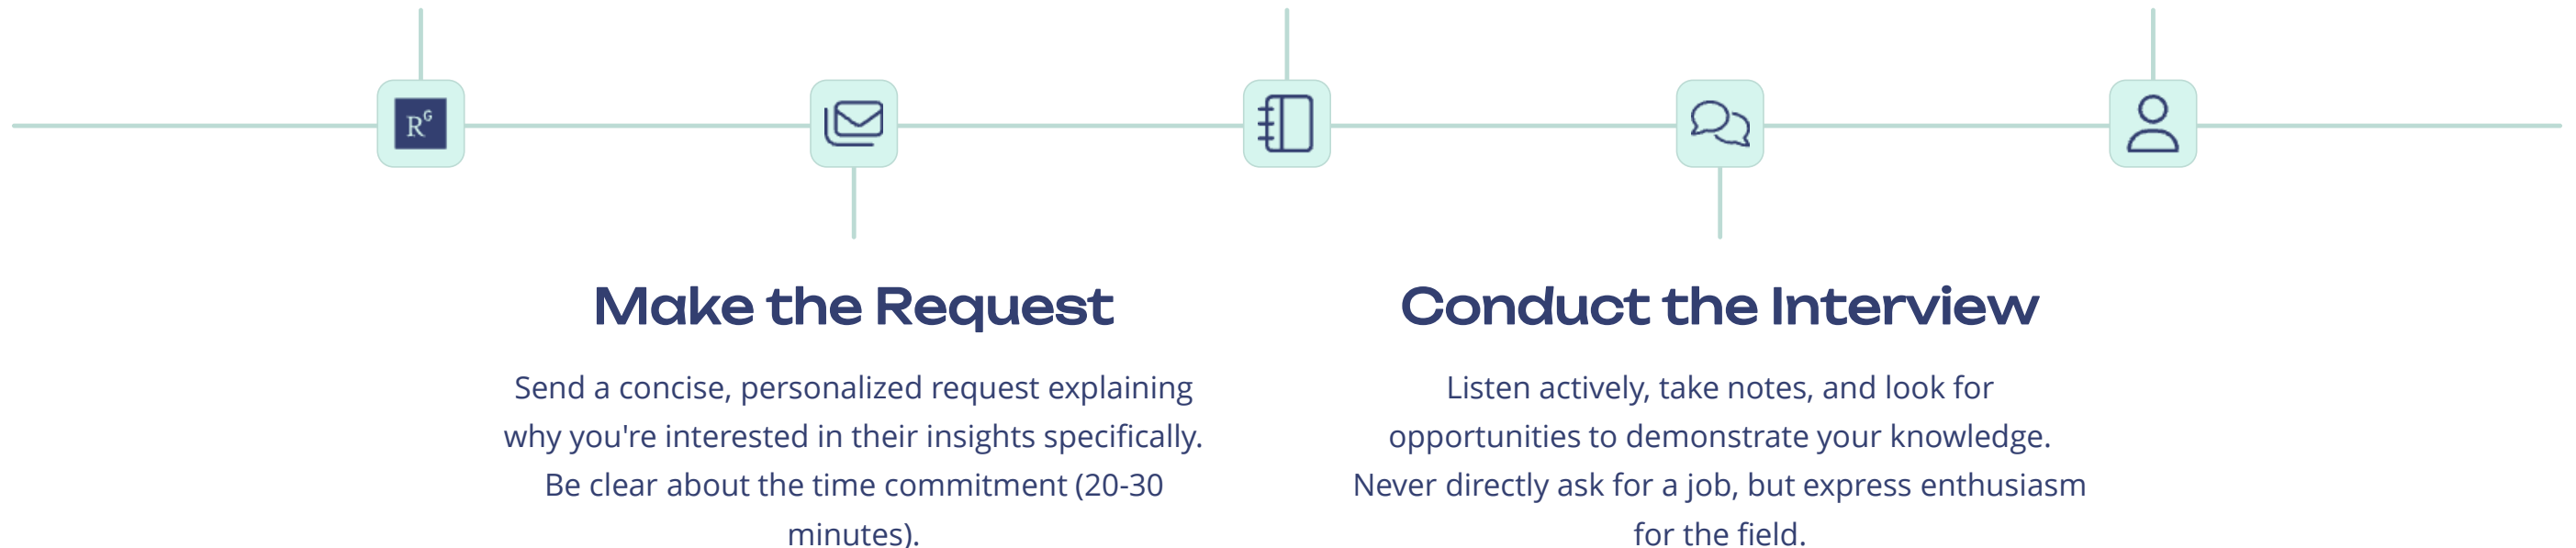 RG
Make the Request
Send a concise, personalized request explaining
why you're interested in their insights specifically.
Be clear about the time commitment (20-30
minutes).
Conduct the Interview
Listen actively, take notes, and look for
opportunities to demonstrate your knowledge.
Never directly ask for a job, but express enthusiasm
for the field.